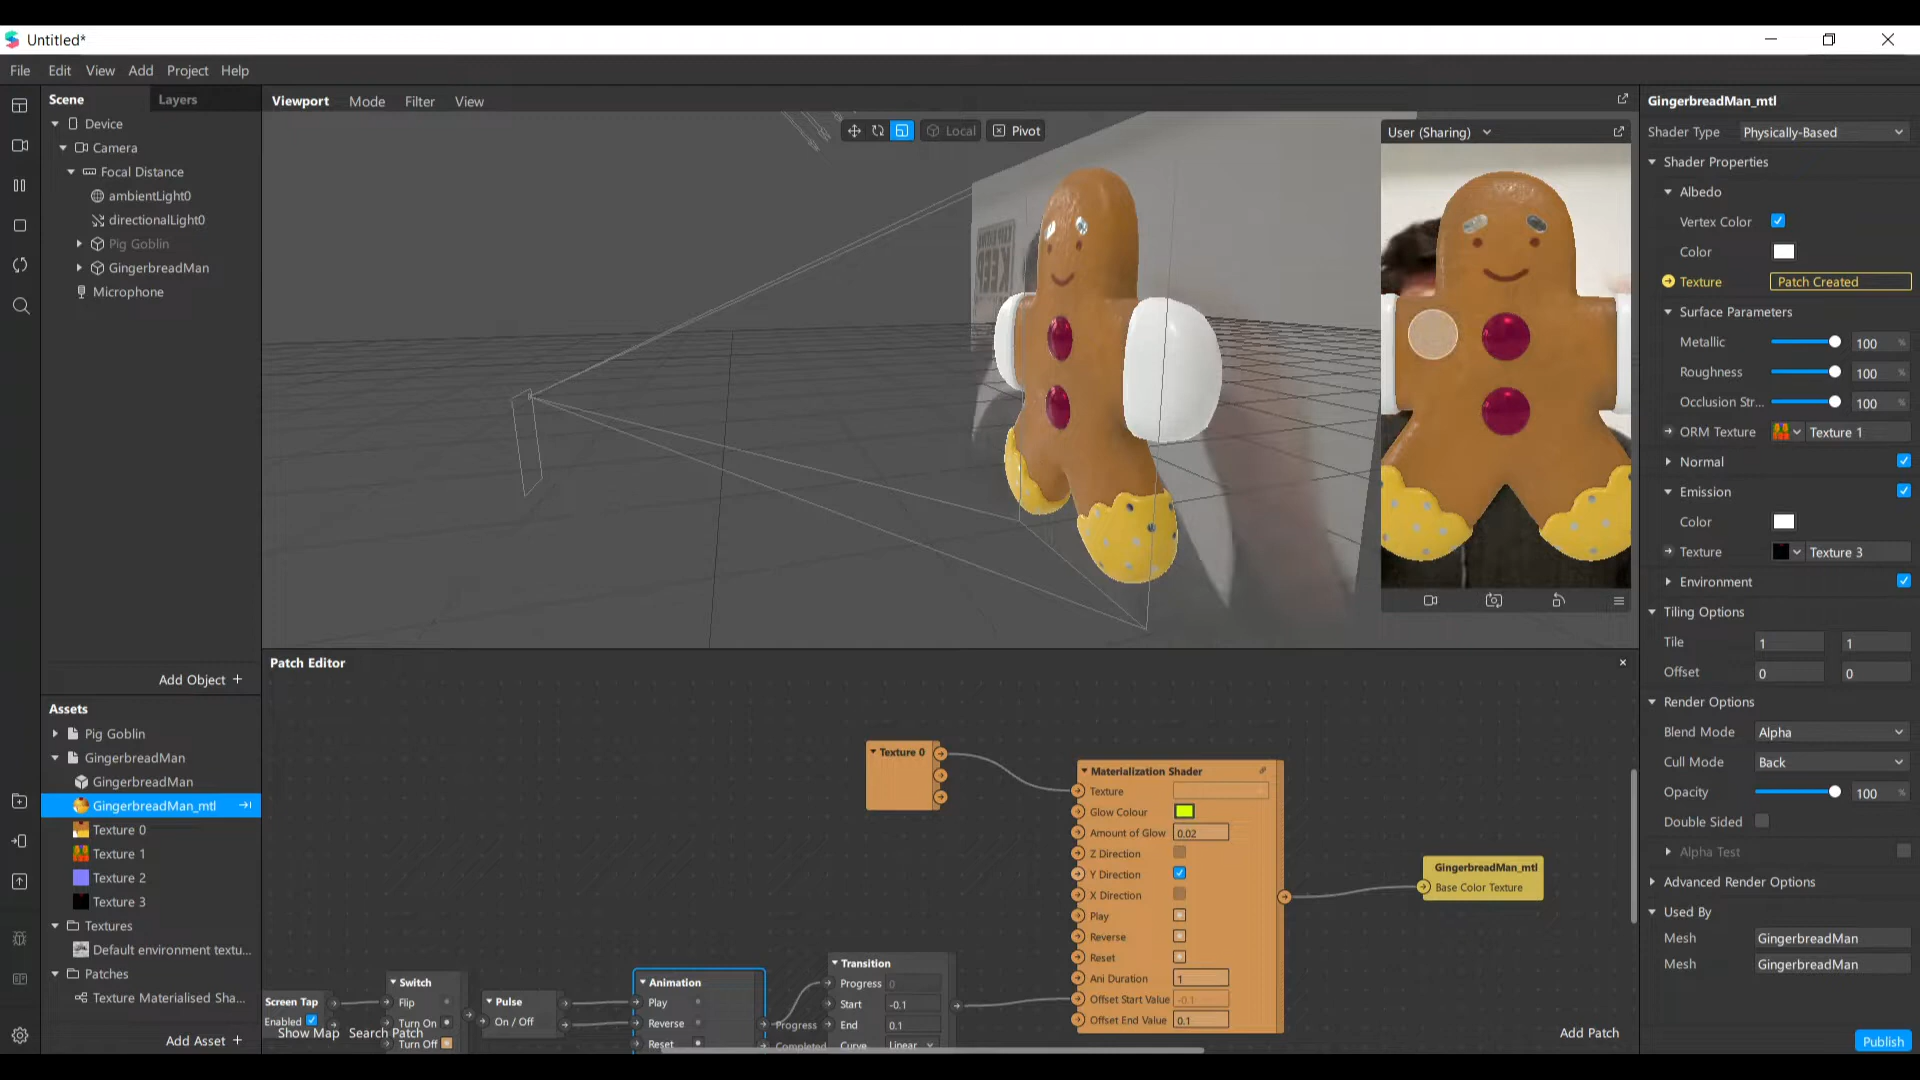 Untitled*
File Edit View Add Project Help
Scene Layers
Device
Camera
Focal Distance
ambientLight0
directionalLight0
Pig Goblin
GingerbreadMan
Microphone
Add Object +
Assets
Pig Goblin
GingerbreadMan
GingerbreadMan
GingerbreadMan_mtl
Texture 0
Texture 1
Texture 2
Texture 3
Textures
Default environment textu...
Patches
Texture Materialised Sha...
Add Asset +
Viewport Mode Filter View
Local Pivot
User (Sharing)
KEEP
Patch Editor
Texture 0
Materialization Shader
Texture
Glow Colour
Amount of Glow 0.02
Z Direction
Y Direction
X Direction
Play
Reverse
Reset
Ani Duration 1
Offset Start Value -0.1
Offset End Value 0.1
GingerbreadMan_mtl
Base Color Texture
Screen Tap
Enabled
Switch
Flip
Turn On
Turn Off
Pulse
On / Off
Animation
Play
Reverse
Reset
Progress
Completed
Transition
Progress 0
Start -0.1
End 0.1
Curve Linear
Show Map Search Patch
Add Patch
GingerbreadMan_mtl
Shader Type Physically-Based
Shader Properties
Albedo
Vertex Color
Color
Texture Patch Created
Surface Parameters
Metallic 100 %
Roughness 100 %
Occlusion Str... 100 %
ORM Texture Texture 1
Normal
Emission
Color
Texture Texture 3
Environment
Tiling Options
Tile 1 1
Offset 0 0
Render Options
Blend Mode Alpha
Cull Mode Back
Opacity 100 %
Double Sided
Alpha Test
Advanced Render Options
Used By
Mesh GingerbreadMan
Mesh GingerbreadMan
Publish